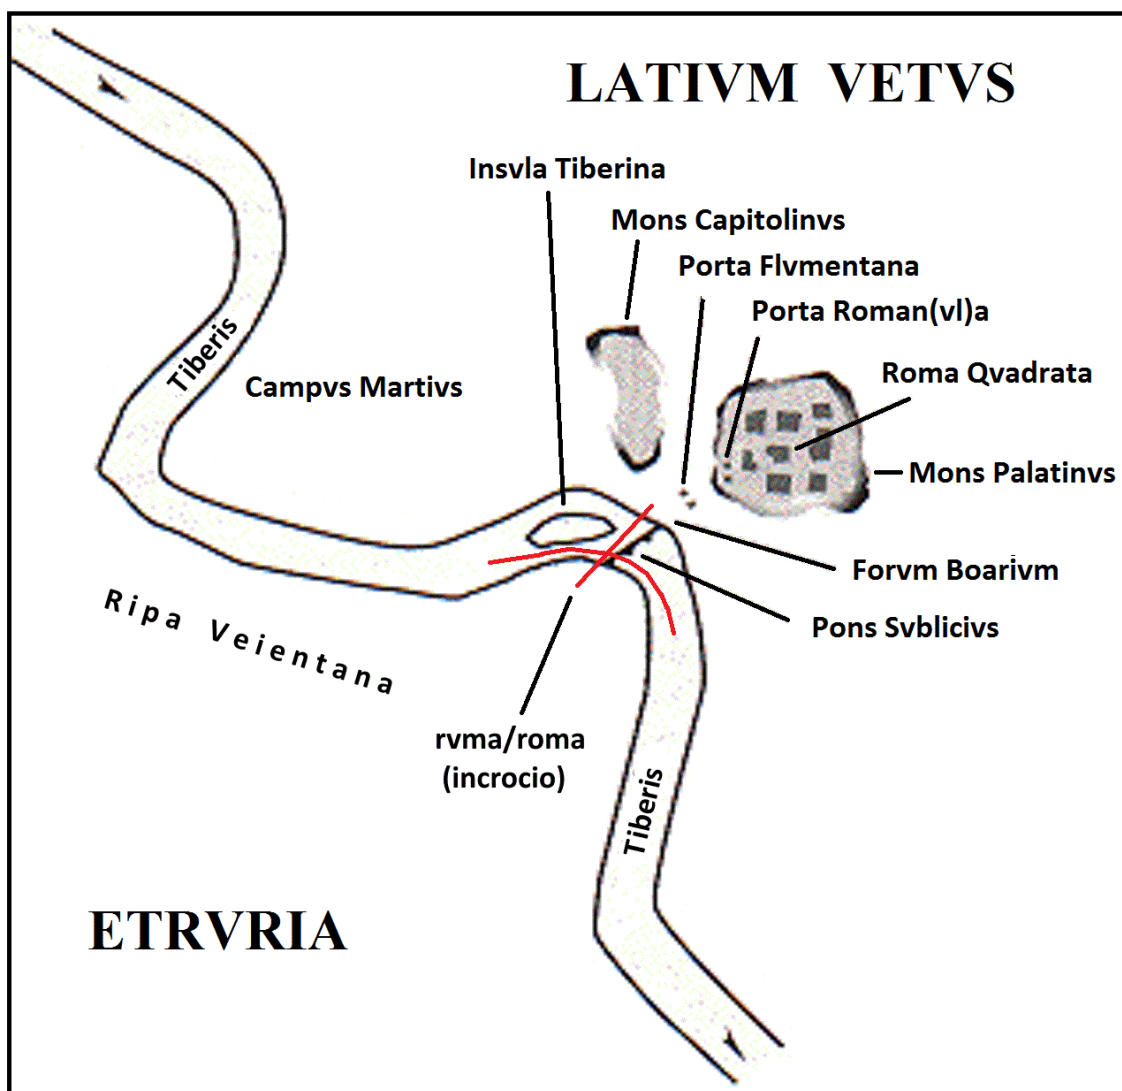 LATIVM VETVS
Insvla Tiberina
Mons Capitolinvs
Porta Flvmentana
Porta Roman(vl)a
Roma Qvadrata
Tiberis
Campvs Martivs
Mons Palatinvs
Forvm Boarivm
Ripa Veientana
Pons Svblicivs
rvma/roma
(incrocio)
Tiberis
ETRVRIA